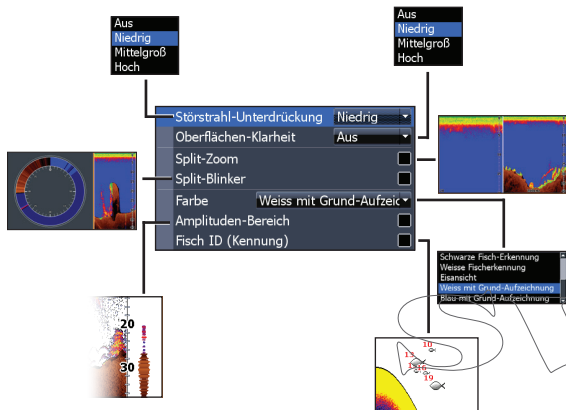 Aus
Niedrig
Mittelgroß
Hoch
Aus
Niedrig
Mittelgroß
Hoch
Störstrahl-Unterdrückung Niedrig
Oberflächen-Klarheit Aus
Split-Zoom
Split-Blinker
Farbe Weiss mit Grund-Aufzeic
Amplituden-Bereich
Fisch ID (Kennung)
Schwarze Fisch-Erkennung
Weisse Fischerkennung
Eisansicht
Weiss mit Grund-Aufzeichnung
Blau-mit Grund-Aufzeichnung
20
30
10
13
16
19